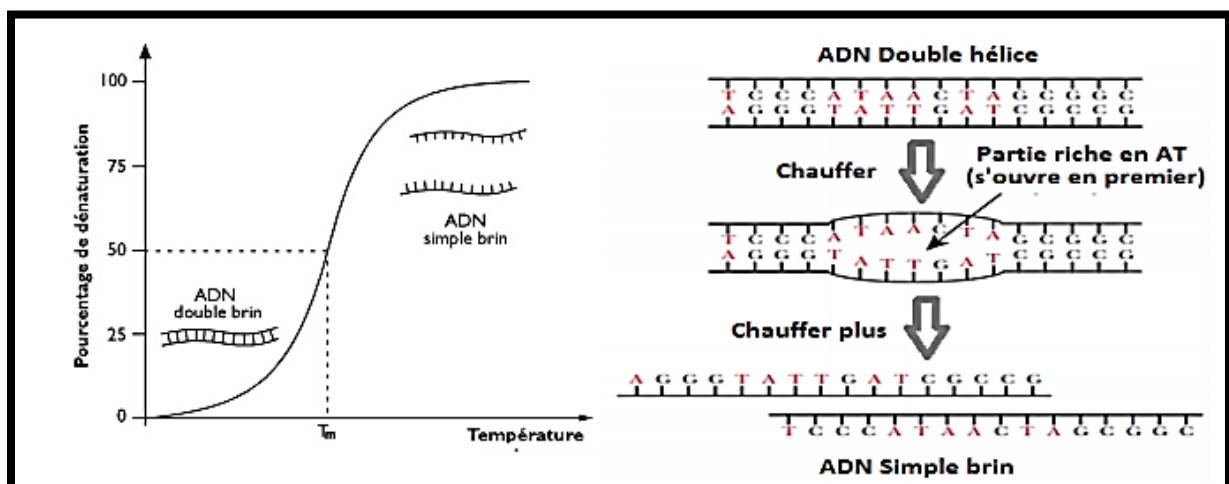 100
75
50
25
0
Pourcentage de dénaturation
ADN
double brin
ADN
simple brin
Tm
Température
ADN Double hélice
T C C C A T A A C T A G C G G C
A G G G T A T T G A T C G C C G
Chauffer
Partie riche en AT
(s'ouvre en premier)
T C C C A T A A C T A G C G G C
A G G G T A T T G A T C G C C G
Chauffer plus
A G G G T A T T G A T C G C C G
T C C C A T A A C T A G C G G C
ADN Simple brin